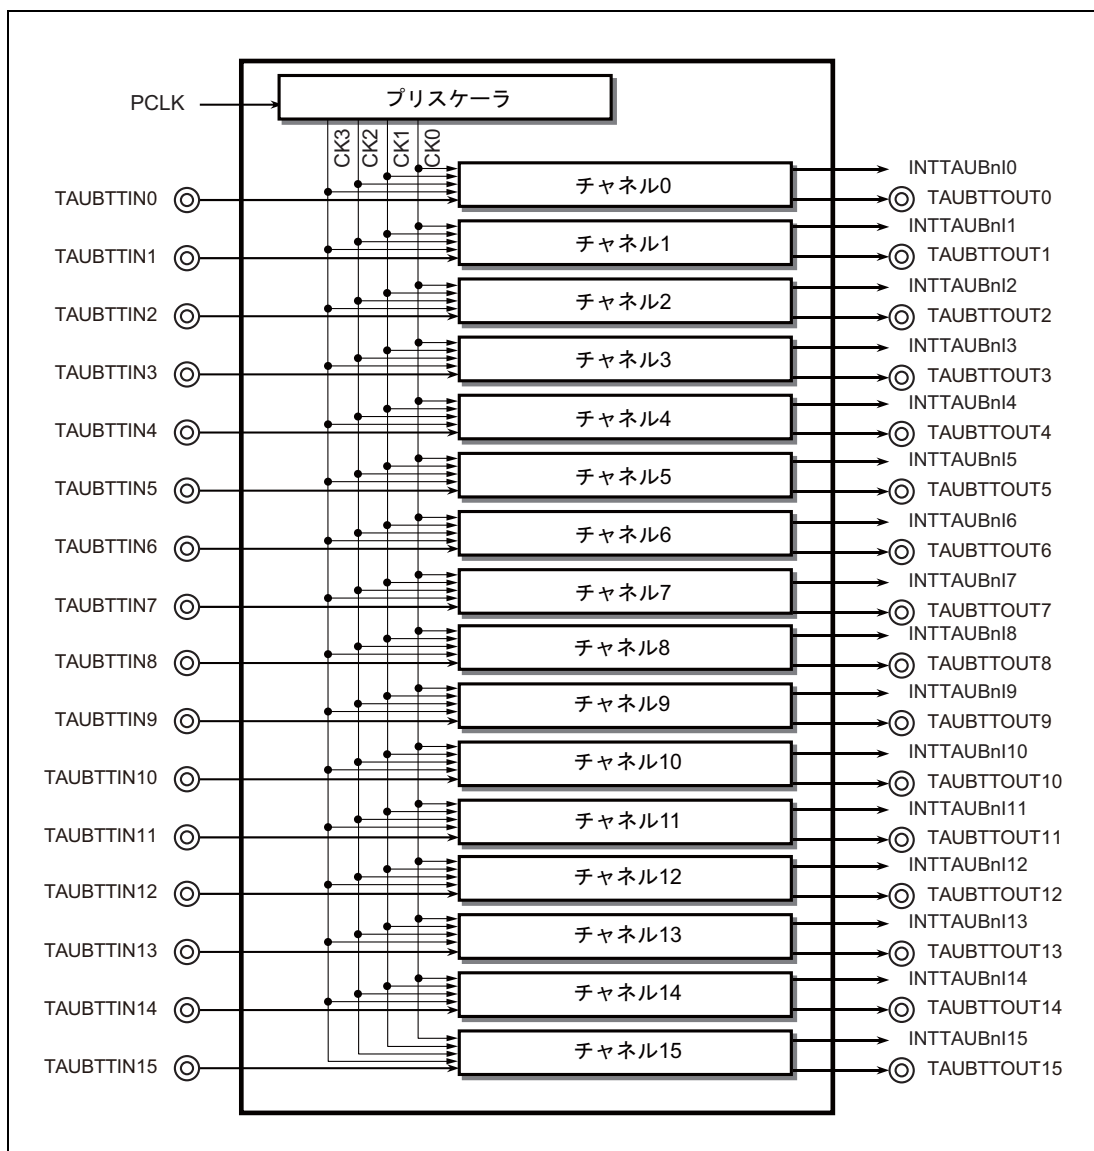 プリスケーラ
PCLK
CK3
CK2
CK1
CK0
TAUBTTIN0
チャネル0
INTTAUBnI0
TAUBTTOUT0
TAUBTTIN1
チャネル1
INTTAUBnI1
TAUBTTOUT1
TAUBTTIN2
チャネル2
INTTAUBnI2
TAUBTTOUT2
TAUBTTIN3
チャネル3
INTTAUBnI3
TAUBTTOUT3
TAUBTTIN4
チャネル4
INTTAUBnI4
TAUBTTOUT4
TAUBTTIN5
チャネル5
INTTAUBnI5
TAUBTTOUT5
TAUBTTIN6
チャネル6
INTTAUBnI6
TAUBTTOUT6
TAUBTTIN7
チャネル7
INTTAUBnI7
TAUBTTOUT7
TAUBTTIN8
チャネル8
INTTAUBnI8
TAUBTTOUT8
TAUBTTIN9
チャネル9
INTTAUBnI9
TAUBTTOUT9
TAUBTTIN10
チャネル10
INTTAUBnI10
TAUBTTOUT10
TAUBTTIN11
チャネル11
INTTAUBnI11
TAUBTTOUT11
TAUBTTIN12
チャネル12
INTTAUBnI12
TAUBTTOUT12
TAUBTTIN13
チャネル13
INTTAUBnI13
TAUBTTOUT13
TAUBTTIN14
チャネル14
INTTAUBnI14
TAUBTTOUT14
TAUBTTIN15
チャネル15
INTTAUBnI15
TAUBTTOUT15